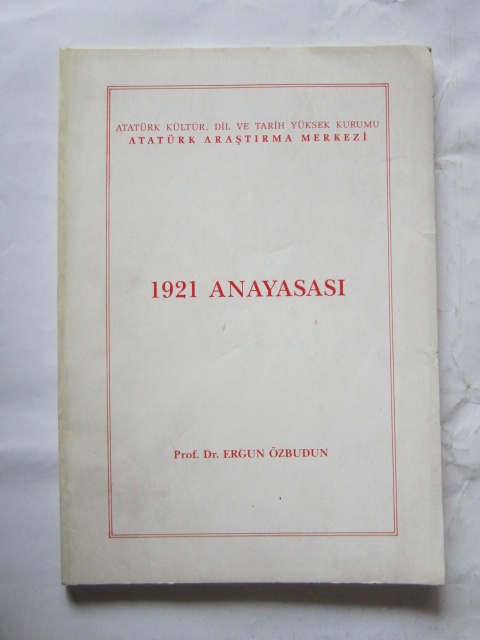 ATATÜRK KÜLTÜR, DİL VE TARİH YÜKSEK KURUMU
ATATÜRK ARAŞTIRMA MERKEZİ
1921 ANAYASASI
Prof. Dr. ERGUN ÖZBUDUN